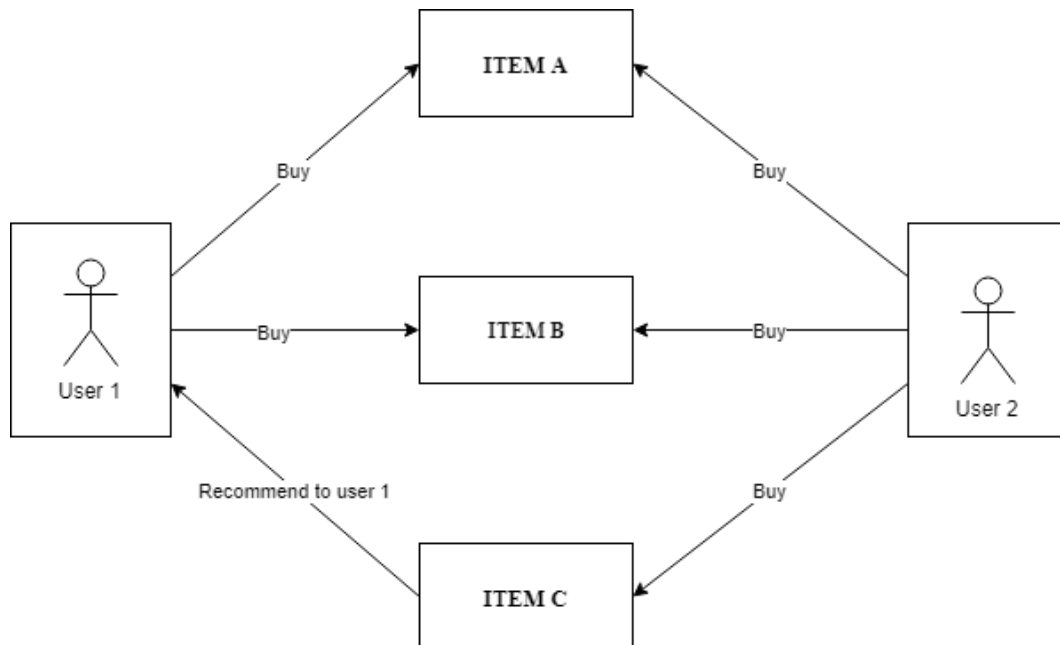 ITEM A
Buy
Buy
User 1
Buy
ITEM B
Buy
User 2
Recommend to user 1
Buy
ITEM C